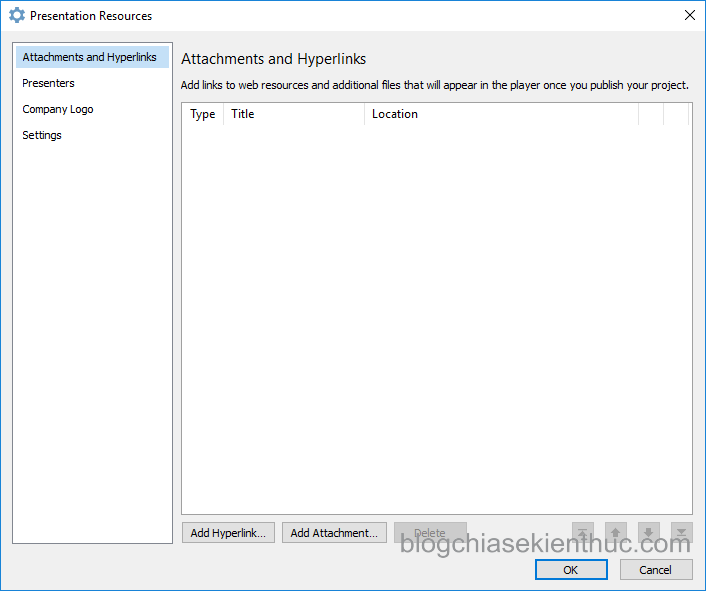 Presentation Resources
Attachments and Hyperlinks
Presenters
Company Logo
Settings
Attachments and Hyperlinks
Add links to web resources and additional files that will appear in the player once you publish your project.
Type Title Location
Add Hyperlink... Add Attachment... Delete
blogchiasekienthuc.com
OK Cancel